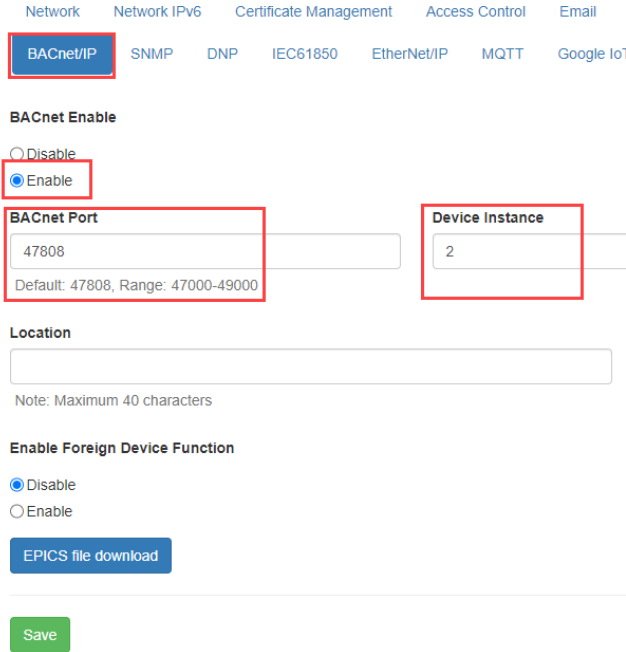 Network Network IPv6 Certificate Management Access Control Email
BACnet/IP SNMP DNP IEC61850 EtherNet/IP MQTT Google IoT
BACnet Enable
Disable
Enable
BACnet Port Device Instance
47808 2
Default: 47808, Range: 47000-49000
Location
Note: Maximum 40 characters
Enable Foreign Device Function
Disable
Enable
EPICS file download
Save